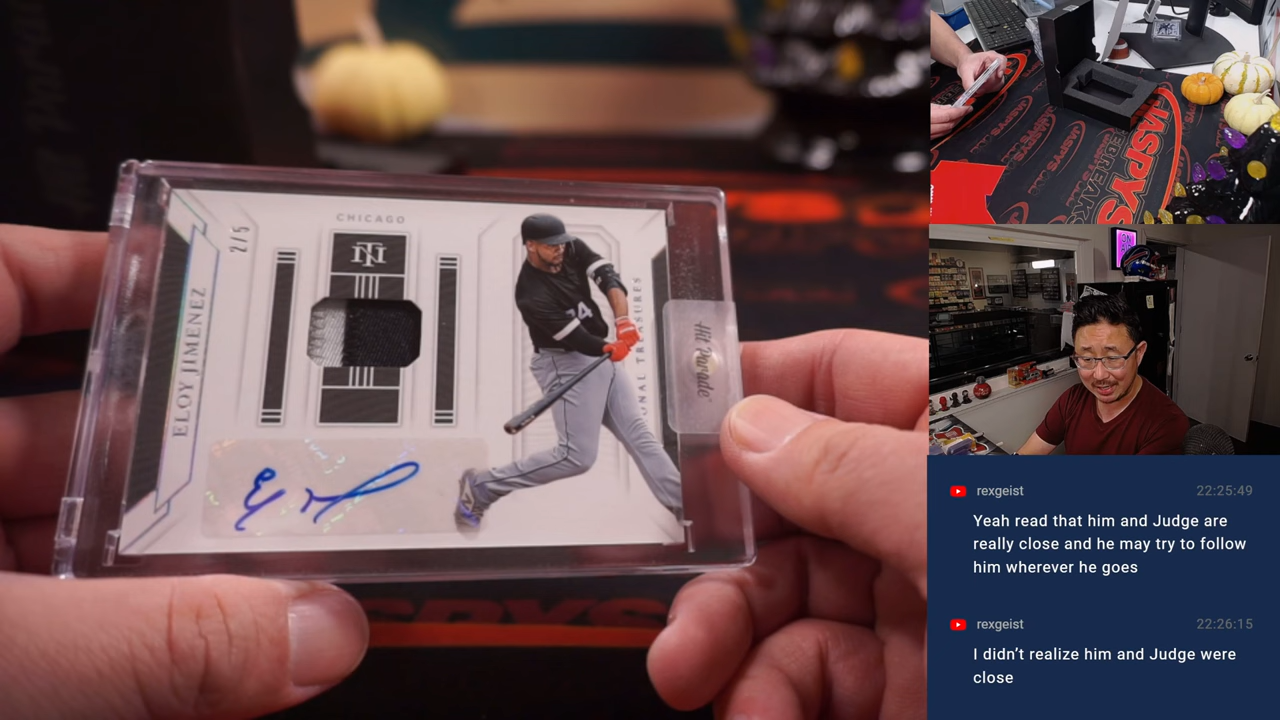 CHICAGO
2/5
ELOY JIMENEZ
Hit Parade
JASPYS
rexgeist 22:25:49
Yeah read that him and Judge are
really close and he may try to follow
him wherever he goes
rexgeist 22:26:15
I didn’t realize him and Judge were
close